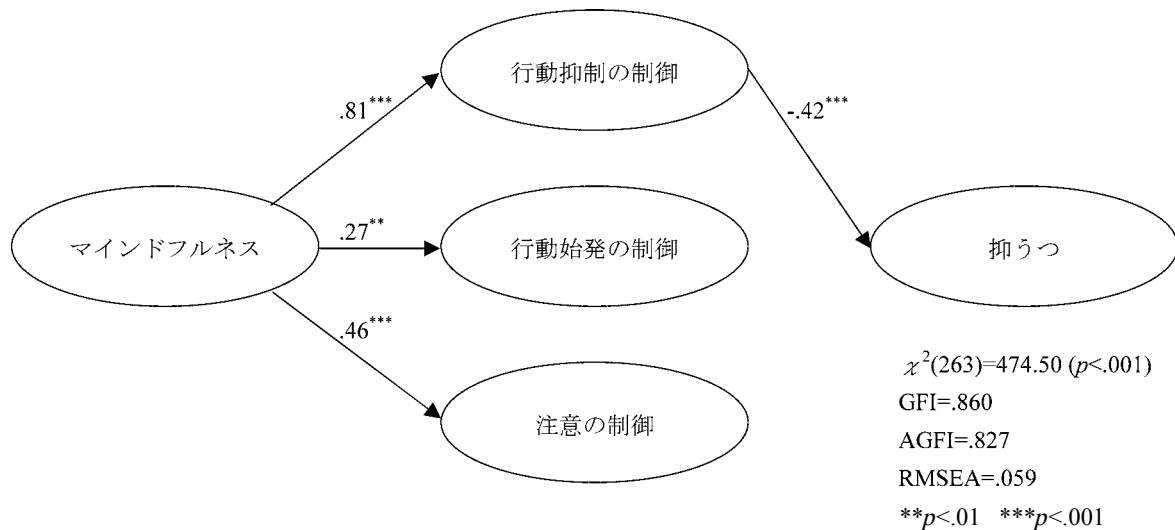 行動抑制の制御
.81***
-.42***
マインドフルネス
.27**
行動始発の制御
抑うつ
.46***
注意の制御
χ²(263)=474.50 (p<.001)
GFI=.860
AGFI=.827
RMSEA=.059
**p<.01 ***p<.001